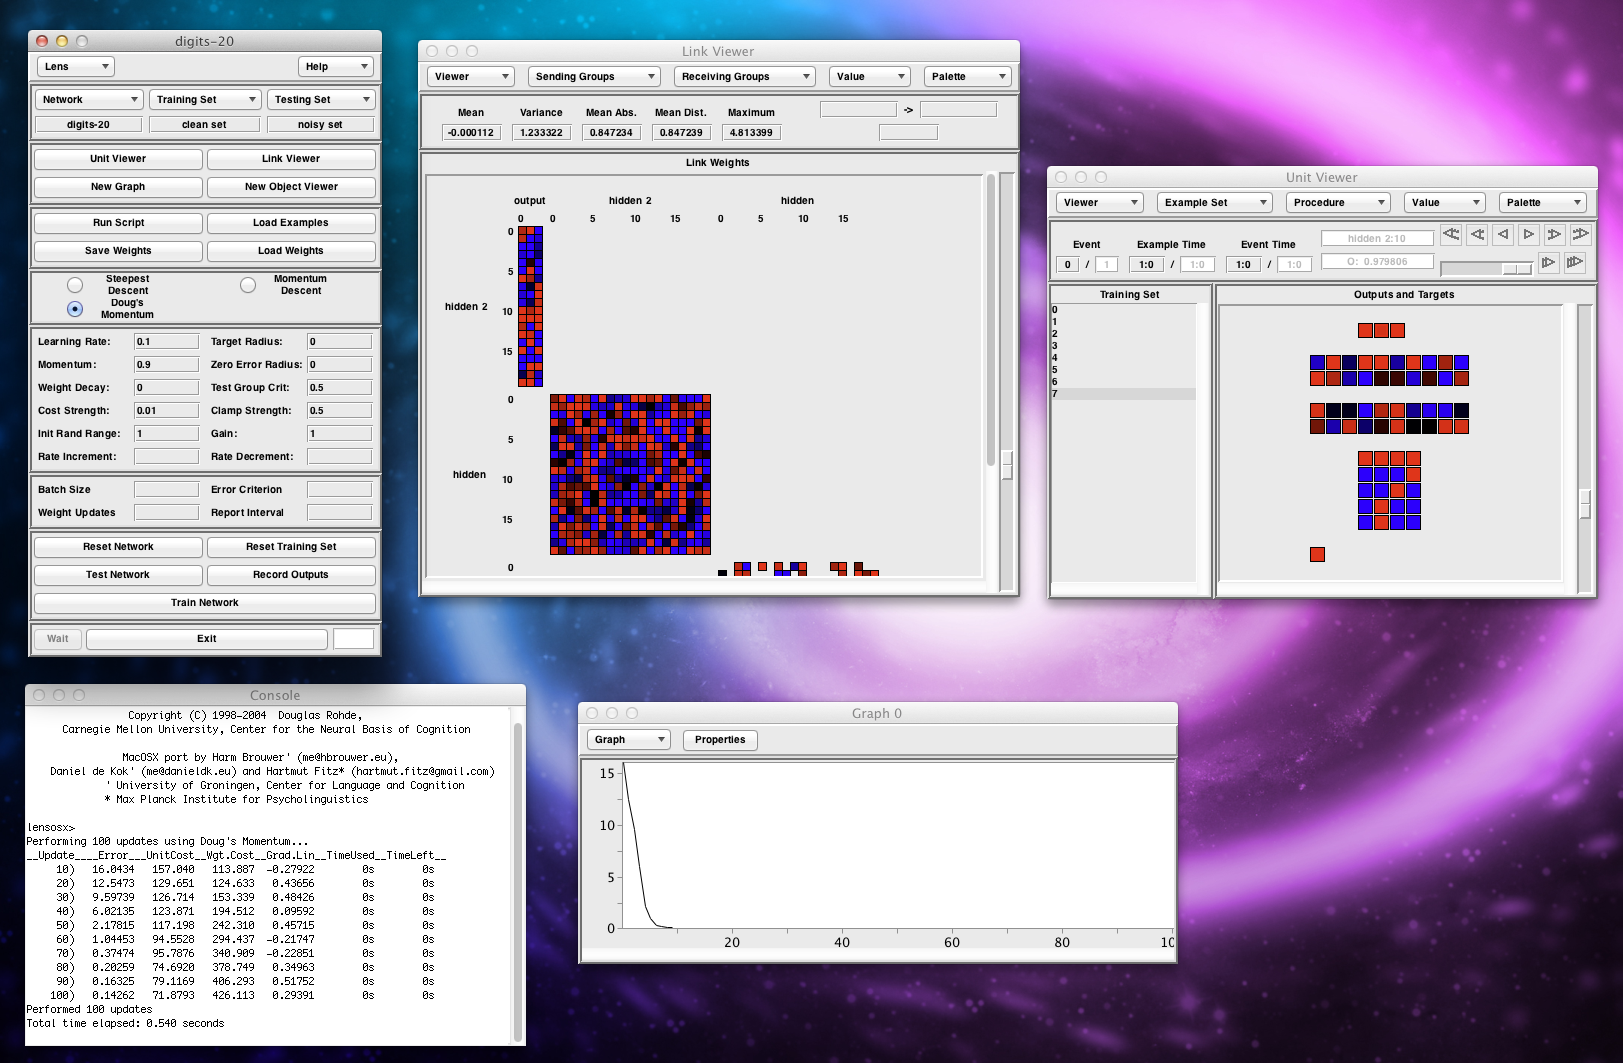 digits-20
Lens Help
Network Training Set Testing Set
digits-20 clean set noisy set
Unit Viewer Link Viewer
New Graph New Object Viewer
Run Script Load Examples
Save Weights Load Weights
Steepest Descent Momentum Descent
Doug's Momentum
Learning Rate: 0.1 Target Radius: 0
Momentum: 0.9 Zero Error Radius: 0
Weight Decay: 0 Test Group Crit: 0.5
Cost Strength: 0.01 Clamp Strength: 0.5
Init Rand Range: 1 Gain: 1
Rate Increment: Rate Decrement:
Batch Size Error Criterion
Weight Updates Report Interval
Reset Network Reset Training Set
Test Network Record Outputs
Train Network
Wait Exit
Link Viewer
Viewer Sending Groups Receiving Groups Value Palette
Mean Variance Mean Abs. Mean Dist. Maximum ->
-0.000112 1.233322 0.847234 0.847239 4.813399
Link Weights
output hidden 2 hidden
0 0 5 10 15 0 5 10 15
0
5
hidden 2
10
15
0
5
hidden
10
15
0
Unit Viewer
Viewer Example Set Procedure Value Palette
Event Example Time Event Time hidden 2:10
0 / 1 1:0 / 1:0 1:0 / 1:0 O: 0.979806
Training Set Outputs and Targets
0
1
2
3
4
5
6
7
Console
Copyright (C) 1998-2004 Douglas Rohde,
Carnegie Mellon University, Center for the Neural Basis of Cognition
MacOSX port by Harm Brouwer' (me@hbrouwer.eu),
Daniel de Kok' (me@danieldk.eu) and Hartmut Fitz* (hartmut.fitz@gmail.com)
' University of Groningen, Center for Language and Cognition
* Max Planck Institute for Psycholinguistics
lensosx>
Performing 100 updates using Doug's Momentum...
__Update____Error___UnitCost__Wgt.Cost__Grad.Lin__TimeUsed__TimeLeft__
10) 16.0434 157.040 113.887 -0.27922 0s 0s
20) 12.5473 129.651 124.633 0.43656 0s 0s
30) 9.59739 126.714 153.339 0.48426 0s 0s
40) 6.02135 123.871 194.512 0.09592 0s 0s
50) 2.17815 117.198 242.310 0.45715 0s 0s
60) 1.04453 94.5528 294.437 -0.21747 0s 0s
70) 0.37474 95.7876 340.909 -0.22851 0s 0s
80) 0.20259 74.6920 378.749 0.34963 0s 0s
90) 0.16325 79.1169 406.293 0.51752 0s 0s
100) 0.14262 71.8793 426.113 0.29391 0s 0s
Performed 100 updates
Total time elapsed: 0.540 seconds
Graph 0
Graph Properties
15
10
5
0
20 40 60 80 10